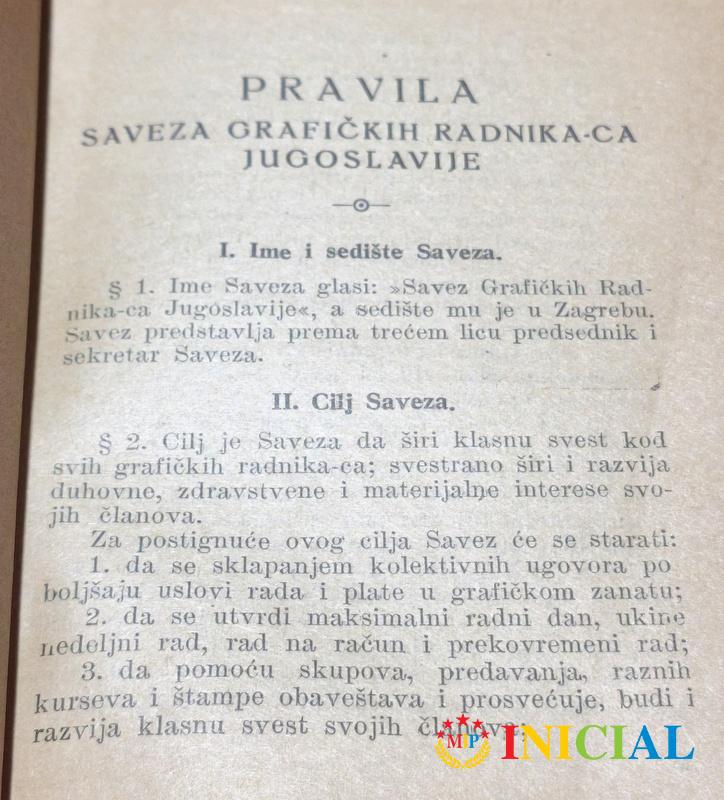 PRAVILA
SAVEZA GRAFIČKIH RADNIKA-CA
JUGOSLAVIJE
I. Ime i sedište Saveza.
§ 1. Ime Saveza glasi: »Savez Grafičkih Rad-
nika-ca Jugoslavije«, a sedište mu je u Zagrebu.
Savez predstavlja prema trećem licu predsednik i
sekretar Saveza.
II. Cilj Saveza.
§ 2. Cilj je Saveza da širi klasnu svest kod
svih grafičkih radnika-ca; svestrano širi i razvija
duhovne, zdravstvene i materijalne interese svo-
jih članova.
Za postignuće ovog cilja Savez će se starati:
1. da se sklapanjem kolektivnih ugovora po
boljšaju uslovi rada i plate u grafičkom zanatu;
2. da se utvrdi maksimalni radni dan, ukine
nedeljni rad, rad na račun i prekovremeni rad;
3. da pomoću skupova, predavanja, raznih
kurseva i štampe obaveštava i prosvećuje, budi i
razvija klasnu svest svojih članova;
MIP INICIAL